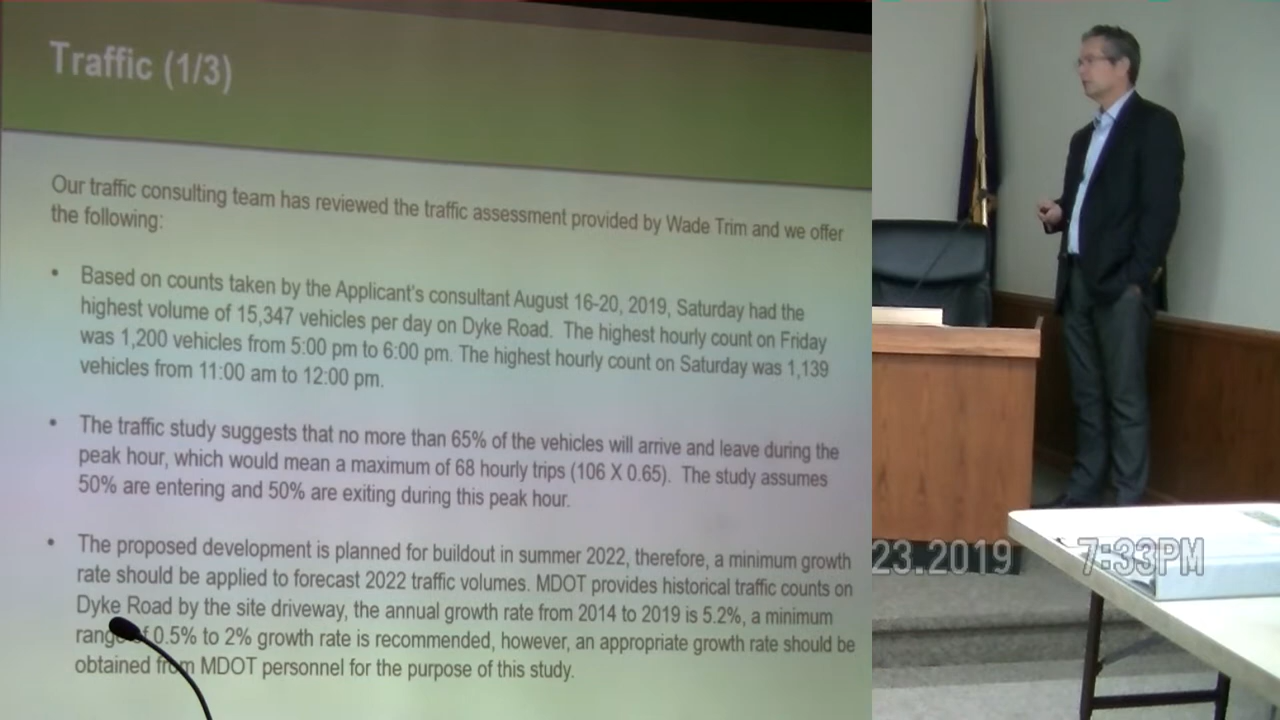 Traffic (1/3)
Our traffic consulting team has reviewed the traffic assessment provided by Wade Trim and we offer
the following:
• Based on counts taken by the Applicant's consultant August 16-20, 2019, Saturday had the
highest volume of 15,347 vehicles per day on Dyke Road. The highest hourly count on Friday
was 1,200 vehicles from 5:00 pm to 6:00 pm. The highest hourly count on Saturday was 1,139
vehicles from 11:00 am to 12:00 pm.
• The traffic study suggests that no more than 65% of the vehicles will arrive and leave during the
peak hour, which would mean a maximum of 68 hourly trips (106 X 0.65). The study assumes
50% are entering and 50% are exiting during this peak hour.
• The proposed development is planned for buildout in summer 2022, therefore, a minimum growth
rate should be applied to forecast 2022 traffic volumes. MDOT provides historical traffic counts on
Dyke Road by the site driveway, the annual growth rate from 2014 to 2019 is 5.2%, a minimum
range of 0.5% to 2% growth rate is recommended, however, an appropriate growth rate should be
obtained from MDOT personnel for the purpose of this study.
23.2019 7:33PM